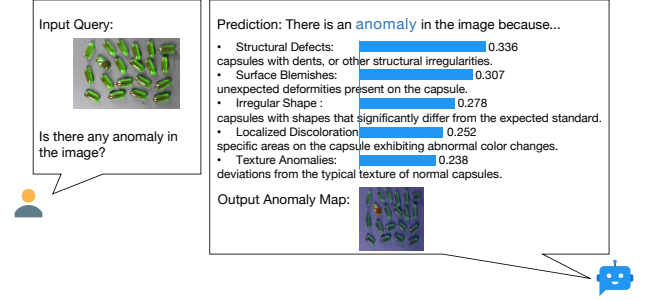 Input Query:
Is there any anomaly in
the image?
Prediction: There is an anomaly in the image because...
• Structural Defects: 0.336
capsules with dents, or other structural irregularities.
• Surface Blemishes: 0.307
unexpected deformities present on the capsule.
• Irregular Shape : 0.278
capsules with shapes that significantly differ from the expected standard.
• Localized Discoloration 0.252
specific areas on the capsule exhibiting abnormal color changes.
• Texture Anomalies: 0.238
deviations from the typical texture of normal capsules.
Output Anomaly Map: